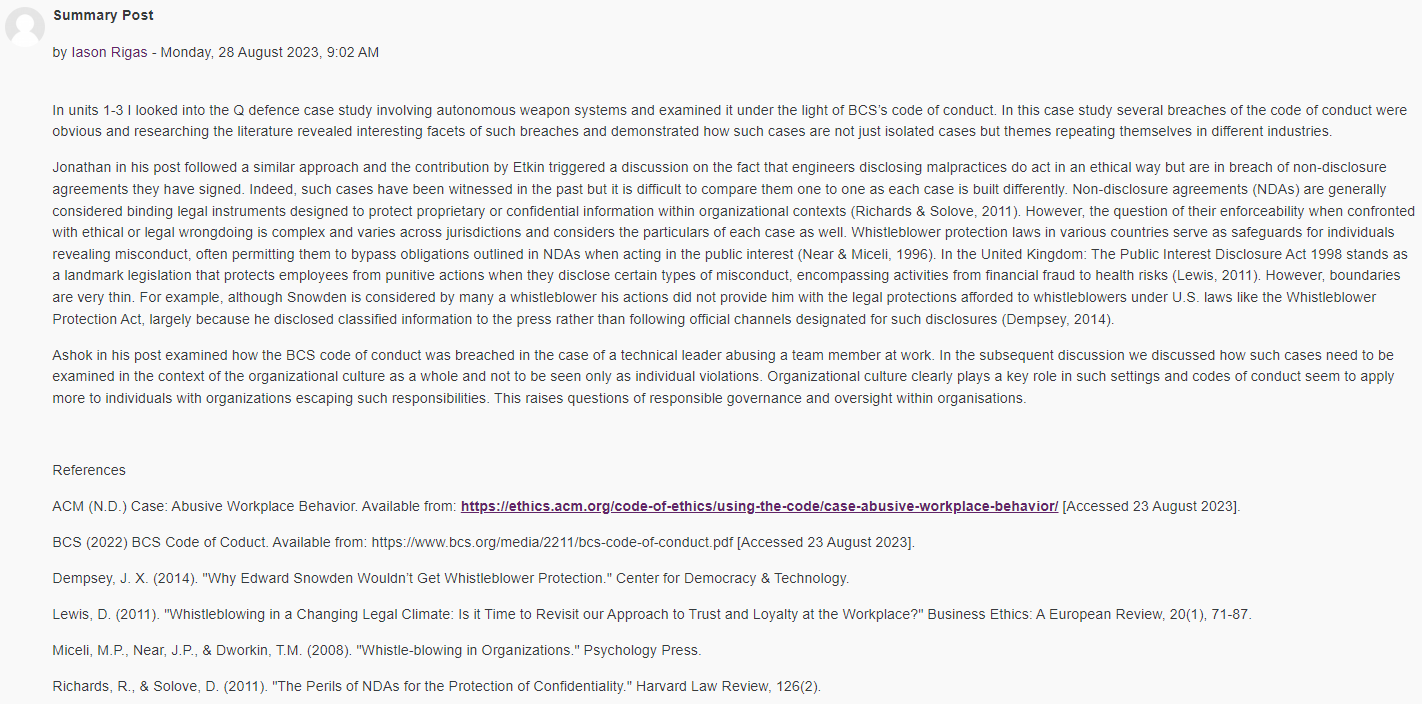 Summary Post
by Iason Rigas - Monday, 28 August 2023, 9:02 AM
In units 1-3 I looked into the Q defence case study involving autonomous weapon systems and examined it under the light of BCS's code of conduct. In this case study several breaches of the code of conduct were
obvious and researching the literature revealed interesting facets of such breaches and demonstrated how such cases are not just isolated cases but themes repeating themselves in different industries.
Jonathan in his post followed a similar approach and the contribution by Etkin triggered a discussion on the fact that engineers disclosing malpractices do act in an ethical way but are in breach of non-disclosure
agreements they have signed. Indeed, such cases have been witnessed in the past but it is difficult to compare them one to one as each case is built differently. Non-disclosure agreements (NDAs) are generally
considered binding legal instruments designed to protect proprietary or confidential information within organizational contexts (Richards & Solove, 2011). However, the question of their enforceability when confronted
with ethical or legal wrongdoing is complex and varies across jurisdictions and considers the particulars of each case as well. Whistleblower protection laws in various countries serve as safeguards for individuals
revealing misconduct, often permitting them to bypass obligations outlined in NDAs when acting in the public interest (Near & Miceli, 1996). In the United Kingdom: The Public Interest Disclosure Act 1998 stands as
a landmark legislation that protects employees from punitive actions when they disclose certain types of misconduct, encompassing activities from financial fraud to health risks (Lewis, 2011). However, boundaries
are very thin. For example, although Snowden is considered by many a whistleblower his actions did not provide him with the legal protections afforded to whistleblowers under U.S. laws like the Whistleblower
Protection Act, largely because he disclosed classified information to the press rather than following official channels designated for such disclosures (Dempsey, 2014).
Ashok in his post examined how the BCS code of conduct was breached in the case of a technical leader abusing a team member at work. In the subsequent discussion we discussed how such cases need to be
examined in the context of the organizational culture as a whole and not to be seen only as individual violations. Organizational culture clearly plays a key role in such settings and codes of conduct seem to apply
more to individuals with organizations escaping such responsibilities. This raises questions of responsible governance and oversight within organisations.
References
ACM (N.D.) Case: Abusive Workplace Behavior. Available from: https://ethics.acm.org/code-of-ethics/using-the-code/case-abusive-workplace-behavior/ [Accessed 23 August 2023].
BCS (2022) BCS Code of Coduct. Available from: https://www.bcs.org/media/2211/bcs-code-of-conduct.pdf [Accessed 23 August 2023].
Dempsey, J. X. (2014). "Why Edward Snowden Wouldn't Get Whistleblower Protection." Center for Democracy & Technology.
Lewis, D. (2011). "Whistleblowing in a Changing Legal Climate: Is it Time to Revisit our Approach to Trust and Loyalty at the Workplace?" Business Ethics: A European Review, 20(1), 71-87.
Miceli, M.P., Near, J.P., & Dworkin, T.M. (2008). "Whistle-blowing in Organizations." Psychology Press.
Richards, R., & Solove, D. (2011). "The Perils of NDAs for the Protection of Confidentiality." Harvard Law Review, 126(2).